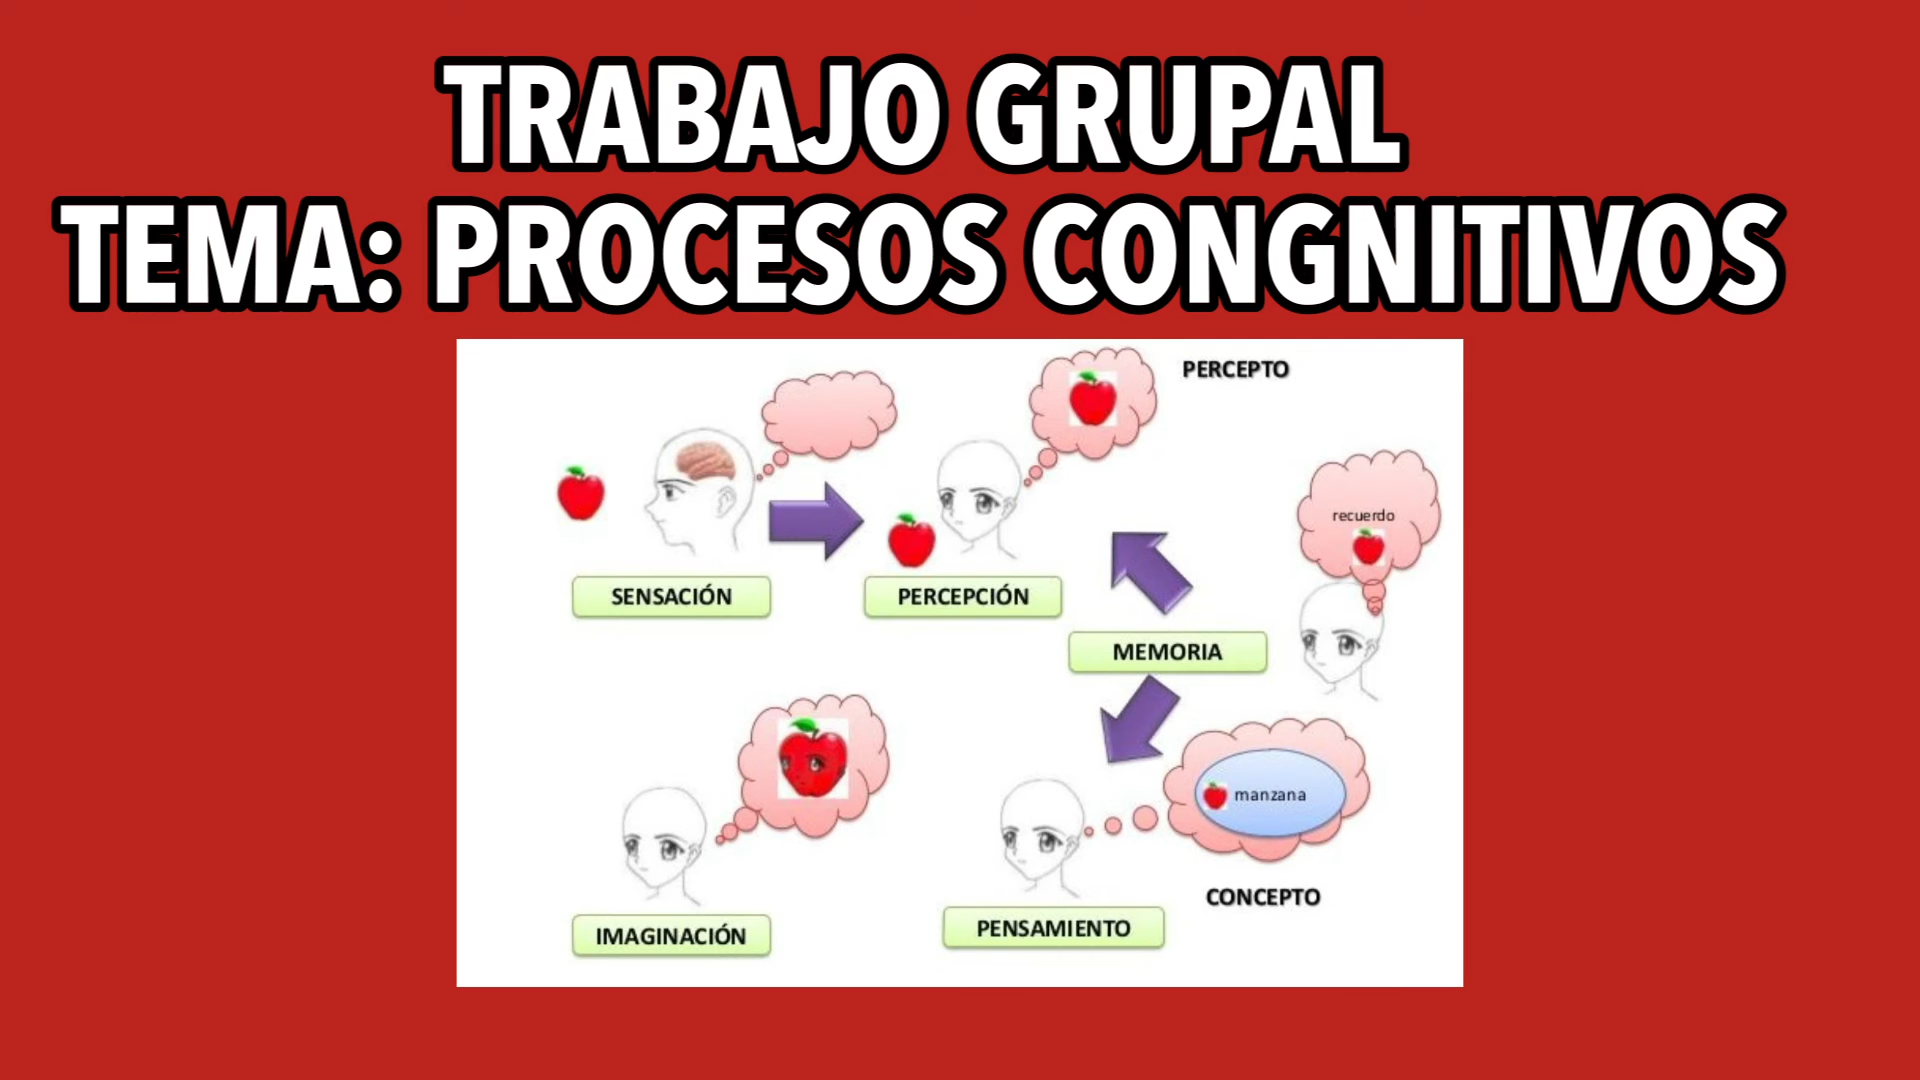 TRABAJO GRUPAL
TEMA: PROCESOS CONGNITIVOS
PERCEPTO
recuerdo
SENSACIÓN
PERCEPCIÓN
MEMORIA
manzana
CONCEPTO
IMAGINACIÓN
PENSAMIENTO